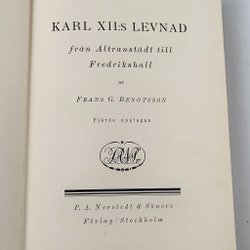 KARL XII:s LEVNAD
från Altranstädt till
Fredrikshall
AV
FRANS G. BENGTSSON
Fjärde upplagan
P. A. Norstedt & Söners
Förlag / Stockholm